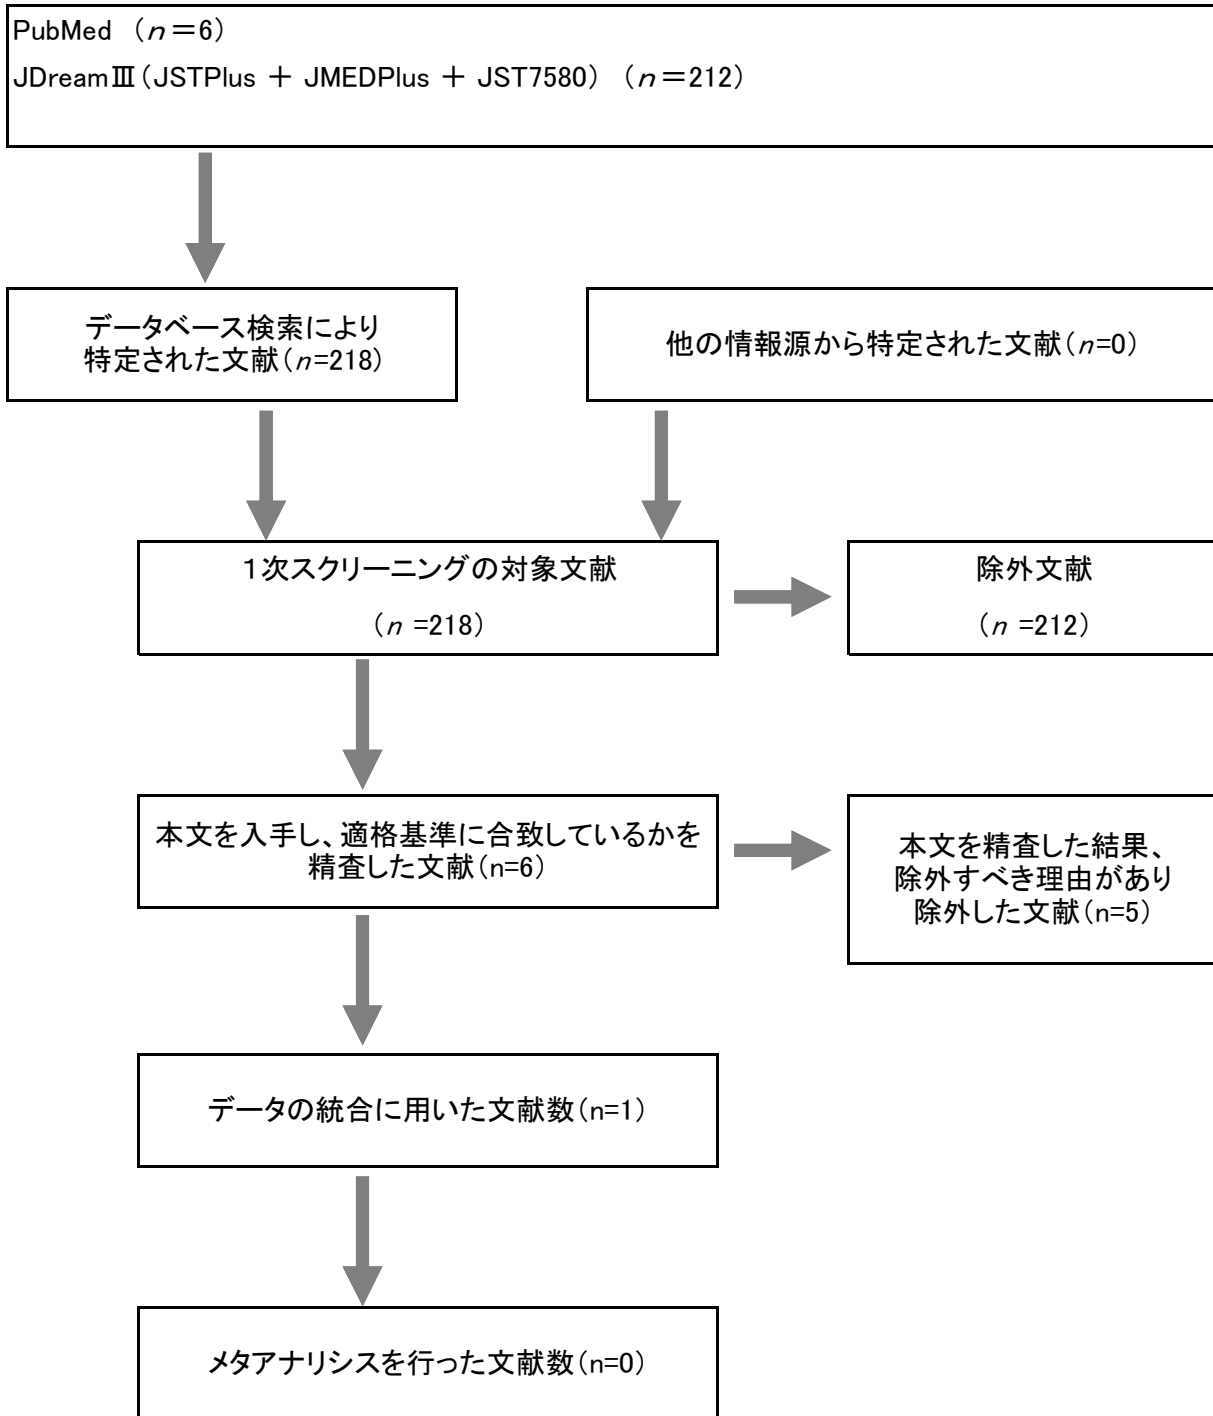 PubMed （n＝6）
JDreamⅢ（JSTPlus ＋ JMEDPlus ＋ JST7580） （n＝212）
データベース検索により
特定された文献（n=218）
他の情報源から特定された文献（n=0）
１次スクリーニングの対象文献
（n =218）
除外文献
（n =212）
本文を入手し、適格基準に合致しているかを
精査した文献（n=6）
本文を精査した結果、
除外すべき理由があり
除外した文献（n=5）
データの統合に用いた文献数（n=1）
メタアナリシスを行った文献数（n=0）